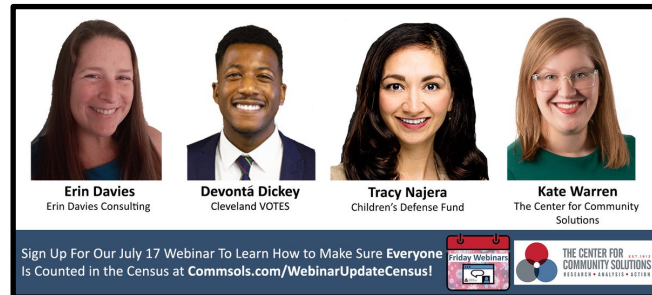 Erin Davies
Erin Davies Consulting
Devontá Dickey
Cleveland VOTES
Tracy Najera
Children's Defense Fund
Kate Warren
The Center for Community
Solutions
Sign Up For Our July 17 Webinar To Learn How to Make Sure Everyone
Is Counted in the Census at Commsols.com/WebinarUpdateCensus!
Friday Webinars
THE CENTER FOR EST.1913
COMMUNITY SOLUTIONS
RESEARCH • ANALYSIS • ACTION